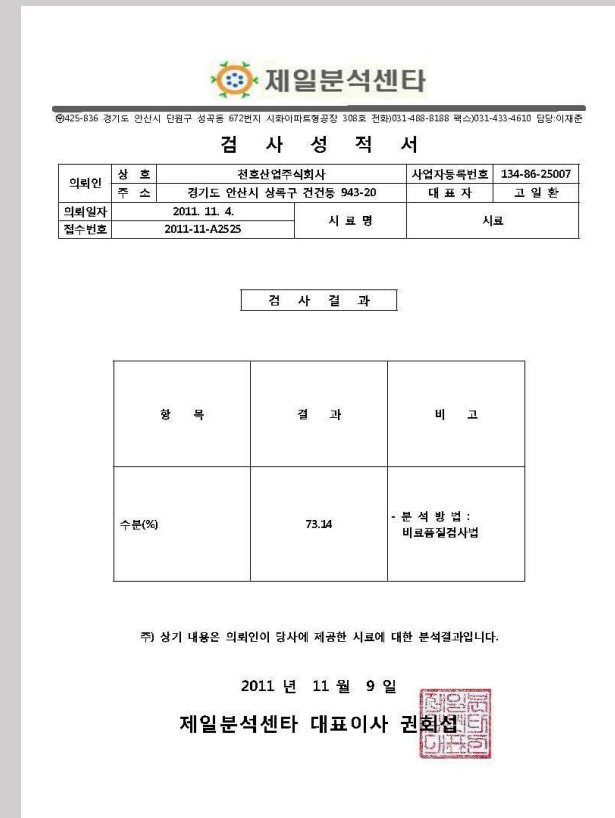 제일분석센타
㉾425-836 경기도 안산시 단원구 성곡동 672번지 시화아파트형공장 308호 전화)031-488-8188 팩스)031-433-4610 담당:이재준
검 사 성 적 서
의뢰인 상 호 천호산업주식회사 사업자등록번호 134-86-25007
주 소 경기도 안산시 상록구 건건동 943-20 대 표 자 고 일 환
의뢰일자 2011. 11. 4. 시 료 명 시료
접수번호 2011-11-A2525
검 사 결 과
항 목 결 과 비 고
수분(%) 73.14 - 분 석 방 법 :
비료품질검사법
주) 상기 내용은 의뢰인이 당사에 제공한 시료에 대한 분석결과입니다.
2011 년 11 월 9 일
제일분석센타 대표이사 권회섭